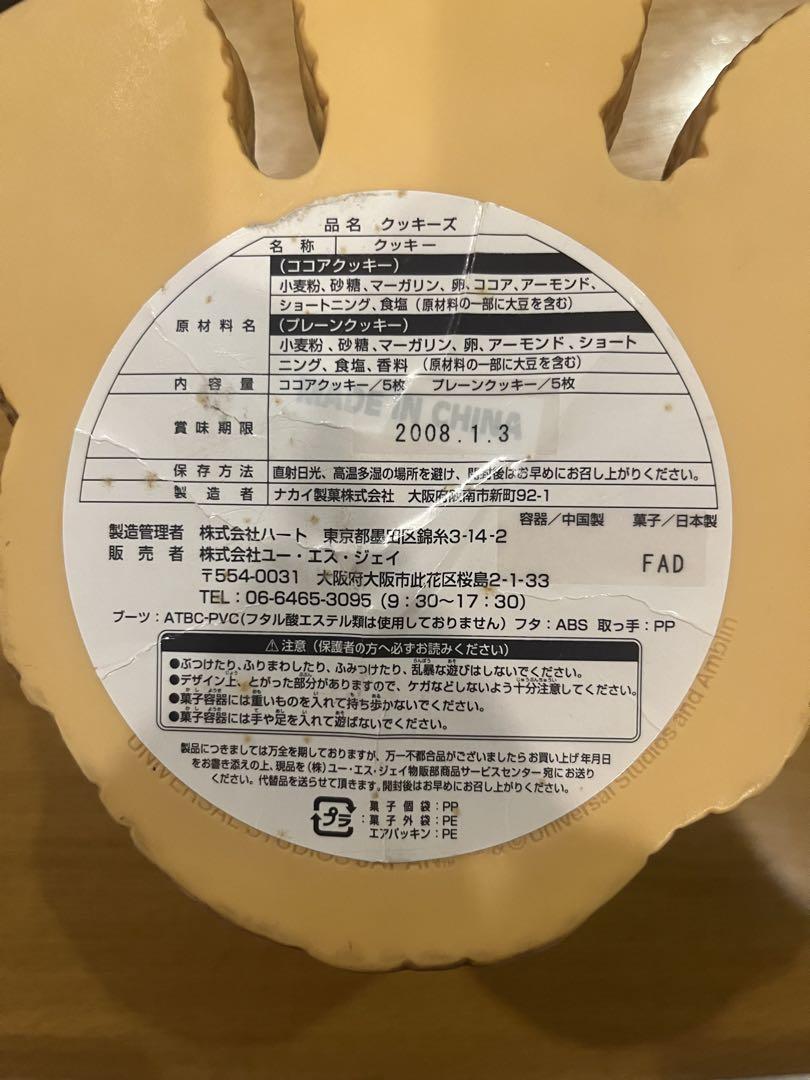 品名 クッキーズ
名称 クッキー
(ココアクッキー)
小麦粉、砂糖、マーガリン、卵、ココア、アーモンド、
ショートニング、食塩(原材料の一部に大豆を含む)
原材料名
(プレーンクッキー)
小麦粉、砂糖、マーガリン、卵、アーモンド、ショート
ニング、食塩、香料 (原材料の一部に大豆を含む)
内容量 ココアクッキー/5枚 プレーンクッキー/5枚
MADE IN CHINA
賞味期限 2008.1.3
保存方法 直射日光、高温多湿の場所を避け、開封後はお早めにお召し上がりください。
製造者 ナカイ製菓株式会社 大阪府阪南市新町92-1
容器/中国製 菓子/日本製
製造管理者 株式会社ハート 東京都墨田区錦糸3-14-2
販売者 株式会社ユー・エス・ジェイ
FAD
〒554-0031 大阪府大阪市此花区桜島2-1-33
TEL:06-6465-3095(9:30〜17:30)
ブーツ:ATBC-PVC(フタル酸エステル類は使用しておりません) フタ:ABS 取っ手:PP
⚠注意(保護者の方へ必ずお読みください)
●ぶつけたり、ふりまわしたり、ふみつけたり、乱暴な遊びはしないでください。
●デザイン上、とがった部分がありますので、ケガなどしないよう十分注意してください。
●菓子容器には重いものを入れて持ち歩かないでください。
●菓子容器には手や足を入れて遊ばないでください。
製品につきましては万全を期しておりますが、万一不都合品がございましたらお買い上げ年月日
をお書き添えの上、現品を(株)ユー・エス・ジェイ物販部商品サービスセンター宛にお送り
ください。代替品を送らせて頂きます。開封後はお早めにお召し上がりください。
プラ
菓子個袋:PP
菓子外袋:PE
エアパッキン:PE
UNIVERSAL STUDIOS JAPAN
©Universal Studios and Amblin